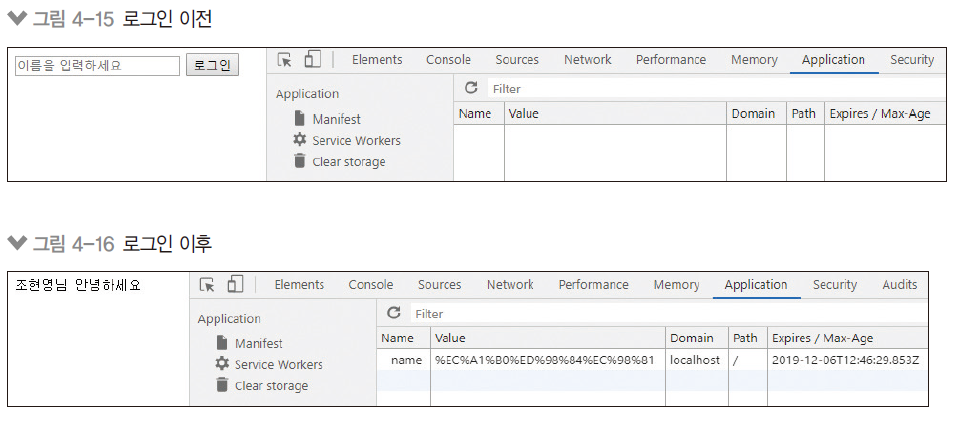 그림 4-15 로그인 이전
이름을 입력하세요 로그인
Elements Console Sources Network Performance Memory Application Security
Application
Filter
Manifest
Service Workers
Clear storage
Name Value Domain Path Expires / Max-Age
그림 4-16 로그인 이후
조현영님 안녕하세요
Elements Console Sources Network Performance Memory Application Security Audits
Application
Filter
Manifest
Service Workers
Clear storage
Name Value Domain Path Expires / Max-Age
name %EC%A1%B0%ED%98%84%EC%98%81 localhost / 2019-12-06T12:46:29.853Z